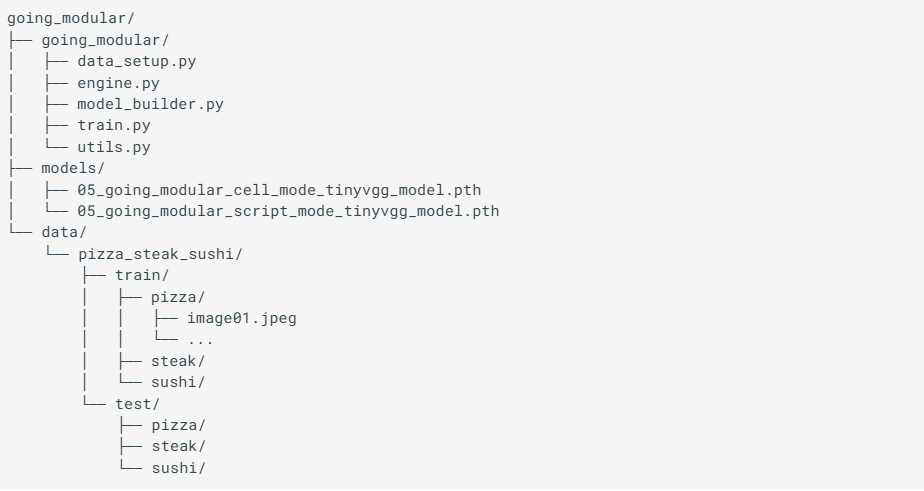 going_modular/
├── going_modular/
│   ├── data_setup.py
│   ├── engine.py
│   ├── model_builder.py
│   ├── train.py
│   └── utils.py
├── models/
│   ├── 05_going_modular_cell_mode_tinyvgg_model.pth
│   └── 05_going_modular_script_mode_tinyvgg_model.pth
└── data/
    └── pizza_steak_sushi/
        ├── train/
        │   ├── pizza/
        │   │   ├── image01.jpeg
        │   │   └── ...
        │   ├── steak/
        │   └── sushi/
        └── test/
            ├── pizza/
            ├── steak/
            └── sushi/